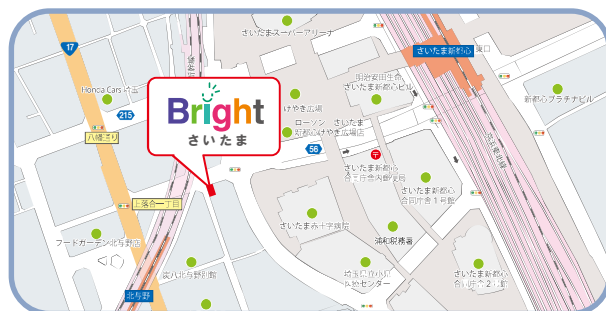 さいたまスーパーアリーナ
17
さいたま新都心
東口
明治安田生命
さいたま新都心ビル
Honda Cars 埼玉
Bright
さいたま
けやき広場
新都心プラチナビル
215
ローソン さいたま
新都心けやき広場店
八幡通り
56
さいたま新都心
合同庁舎内郵便局
さいたま新都心
合同庁舎1号館
上落合一丁目
さいたま赤十字病院
フードガーデン北与野店
浦和税務署
炭八北与野別館
埼玉県立小児
医療センター
さいたま新都心
合同庁舎2号館
北与野